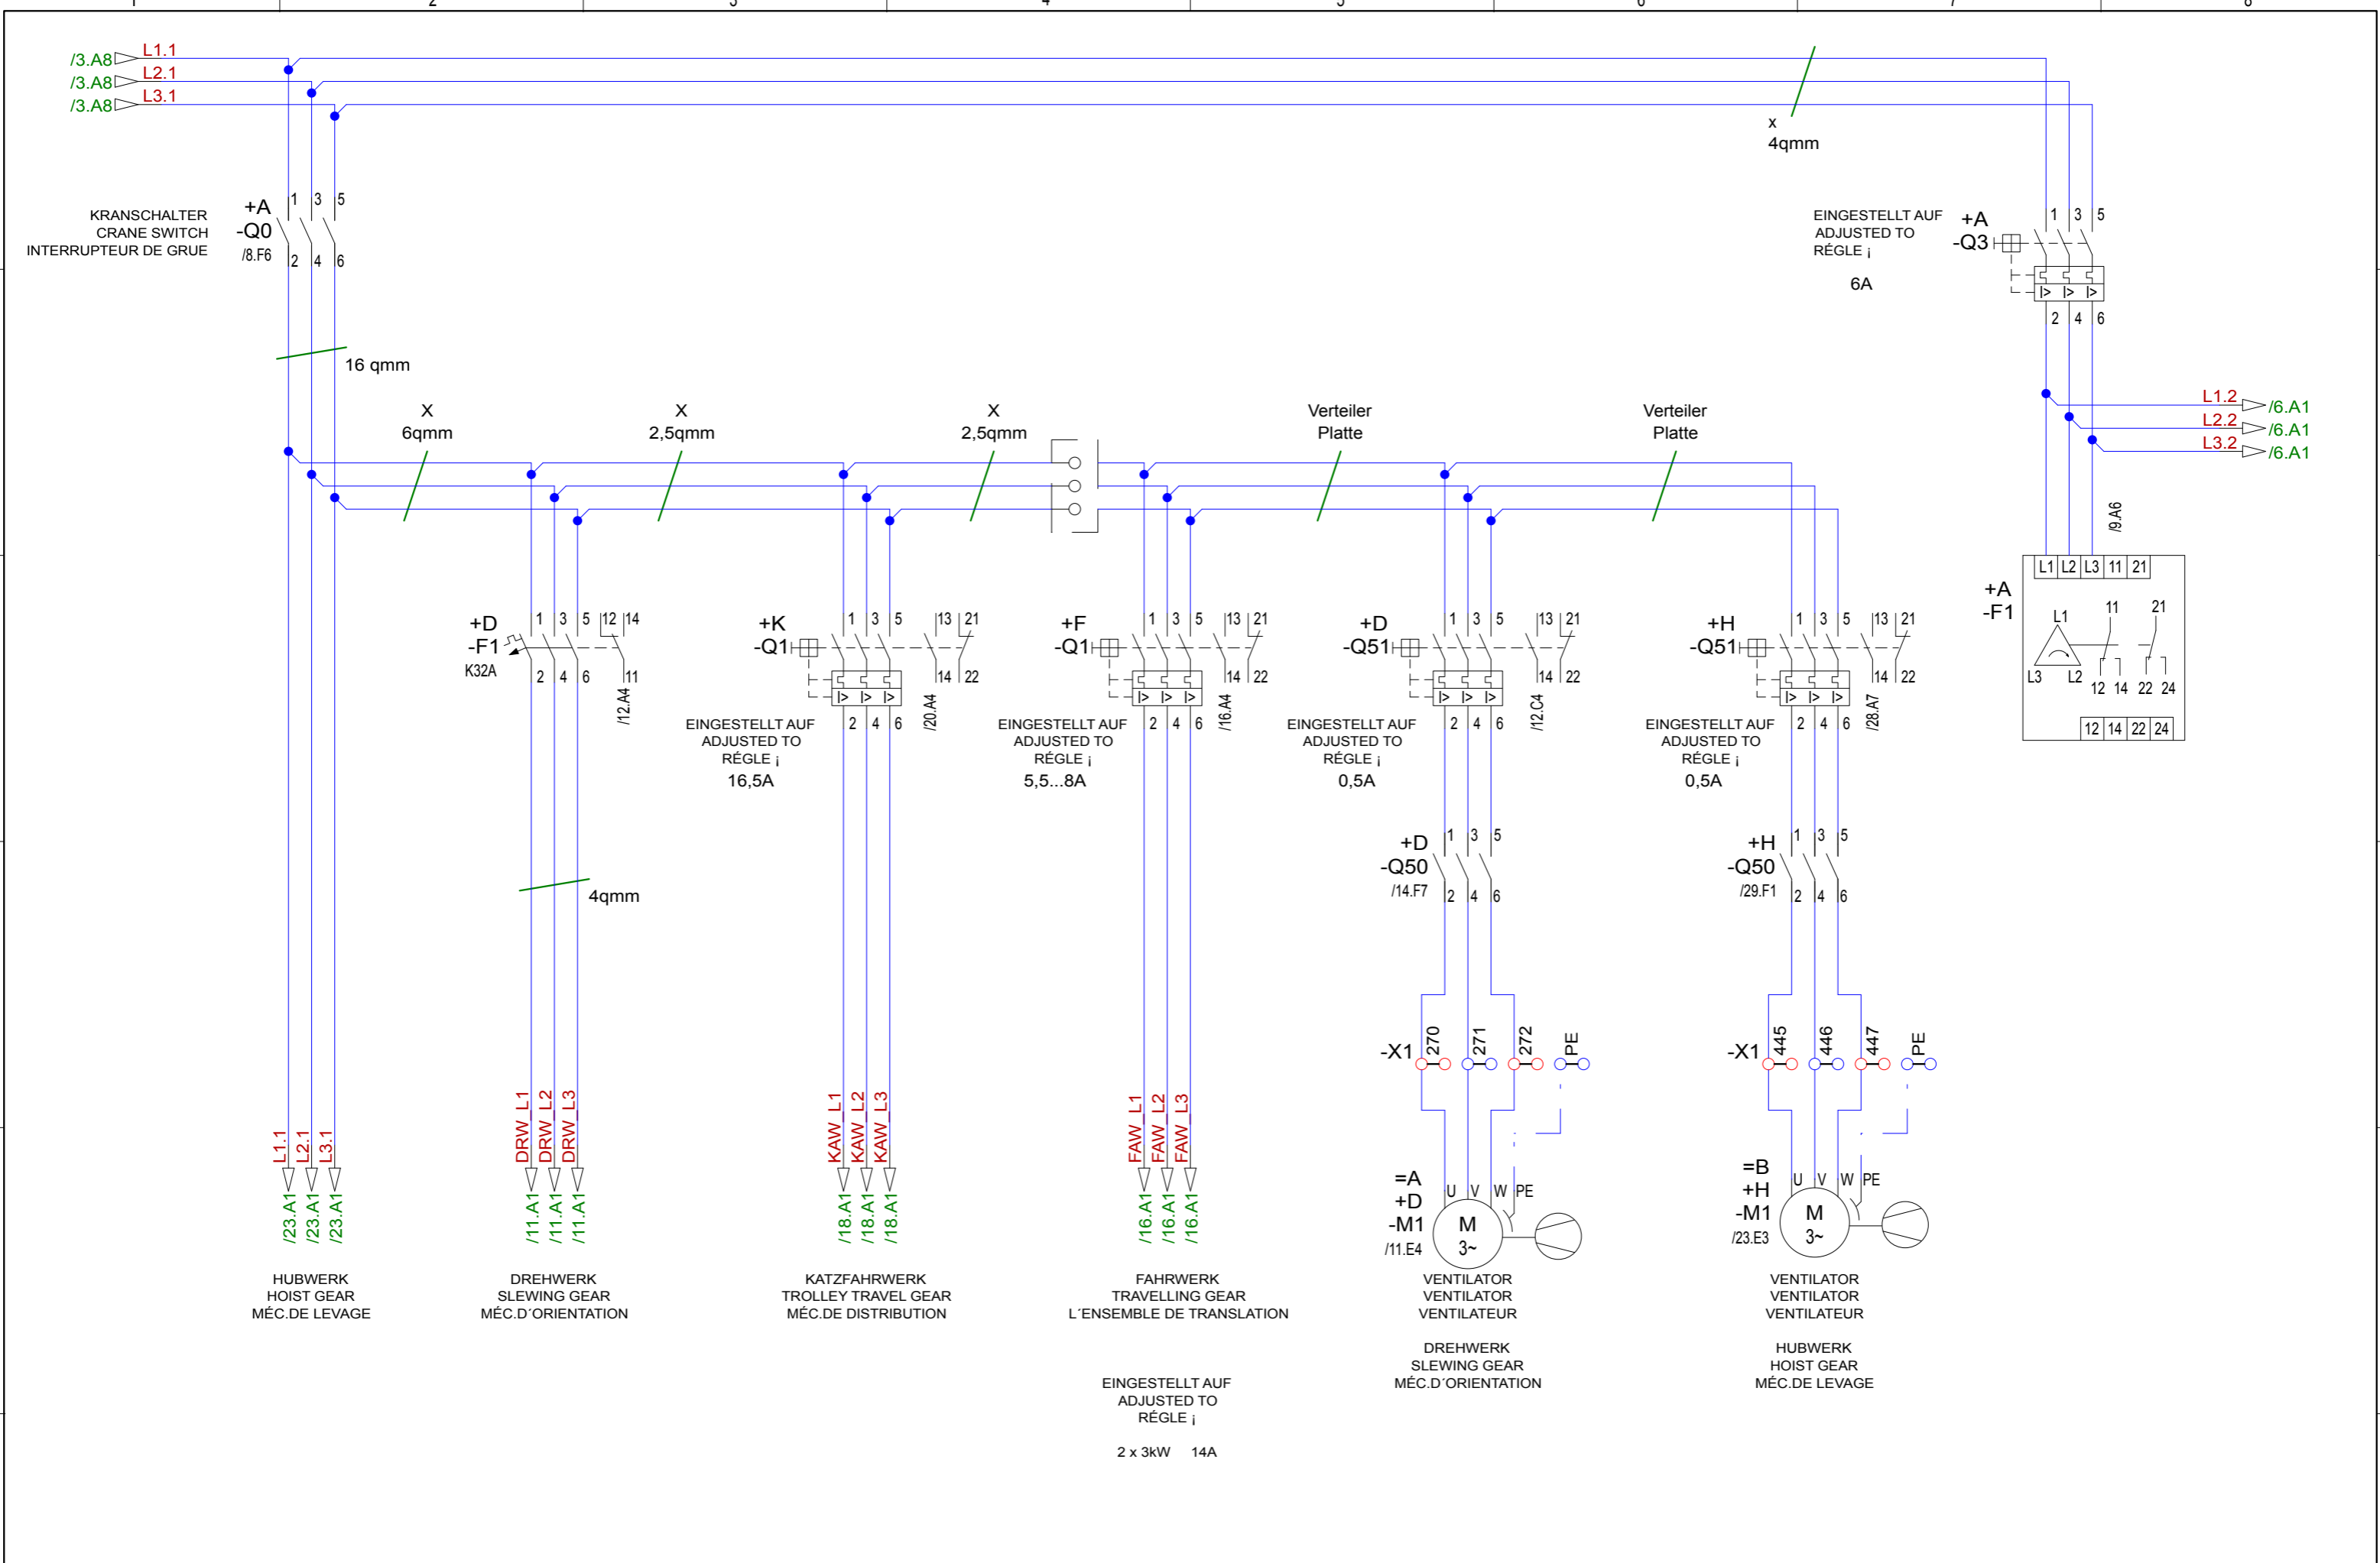 1 2 3 4 5 6 7 8
/3.A8 L1.1
/3.A8 L2.1
/3.A8 L3.1
x
4qmm
KRANSCHALTER
CRANE SWITCH
INTERRUPTEUR DE GRUE
+A
-Q0
/8.F6
1 3 5
2 4 6
16 qmm
EINGESTELLT AUF
ADJUSTED TO
RÉGLE ¡
6A
+A
-Q3
1 3 5
I> I> I>
2 4 6
L1.2 /6.A1
L2.2 /6.A1
L3.2 /6.A1
X
6qmm
X
2,5qmm
X
2,5qmm
Verteiler
Platte
Verteiler
Platte
/9.A6
+A
-F1
L1 L2 L3 11 21
L1
L3 L2
11 21
12 14 22 24
12 14 22 24
+D
-F1
K32A
1 3 5 12 14
2 4 6 11
/12.A4
4qmm
+K
-Q1
1 3 5 13 21
14 22
I> I> I>
2 4 6
/20.A4
EINGESTELLT AUF
ADJUSTED TO
RÉGLE ¡
16,5A
+F
-Q1
1 3 5 13 21
14 22
I> I> I>
2 4 6
/16.A4
EINGESTELLT AUF
ADJUSTED TO
RÉGLE ¡
5,5...8A
+D
-Q51
1 3 5 13 21
14 22
I> I> I>
2 4 6
/12.C4
EINGESTELLT AUF
ADJUSTED TO
RÉGLE ¡
0,5A
+H
-Q51
1 3 5 13 21
14 22
I> I> I>
2 4 6
/28.A7
EINGESTELLT AUF
ADJUSTED TO
RÉGLE ¡
0,5A
+D
-Q50
/14.F7
1 3 5
2 4 6
+H
-Q50
/29.F1
1 3 5
2 4 6
-X1 270 271 272 PE
-X1 445 446 447 PE
L1.1 L2.1 L3.1
/23.A1 /23.A1 /23.A1
DRW_L1 DRW_L2 DRW_L3
/11.A1 /11.A1 /11.A1
KAW_L1 KAW_L2 KAW_L3
/18.A1 /18.A1 /18.A1
FAW_L1 FAW_L2 FAW_L3
/16.A1 /16.A1 /16.A1
=A
+D
-M1
/11.E4
U V W PE
M
3~
=B
+H
-M1
/23.E3
U V W PE
M
3~
HUBWERK
HOIST GEAR
MÉC.DE LEVAGE
DREHWERK
SLEWING GEAR
MÉC.D´ORIENTATION
KATZFAHRWERK
TROLLEY TRAVEL GEAR
MÉC.DE DISTRIBUTION
FAHRWERK
TRAVELLING GEAR
L´ENSEMBLE DE TRANSLATION
EINGESTELLT AUF
ADJUSTED TO
RÉGLE ¡
2 x 3kW 14A
VENTILATOR
VENTILATOR
VENTILATEUR
DREHWERK
SLEWING GEAR
MÉC.D´ORIENTATION
VENTILATOR
VENTILATOR
VENTILATEUR
HUBWERK
HOIST GEAR
MÉC.DE LEVAGE